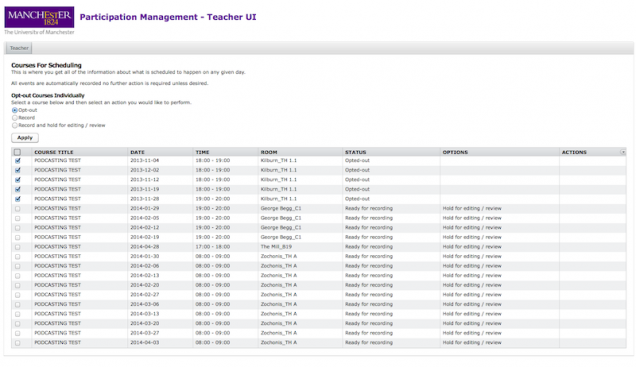 MANCHESTER
1824
The University of Manchester
Participation Management - Teacher UI
Teacher
Courses For Scheduling
This is where you get all of the information about what is scheduled to happen on any given day.
All events are automatically recorded no further action is required unless desired.
Opt-out Courses Individually
Select a course below and then select an action you would like to perform.
Opt-out
Record
Record and hold for editing / review
Apply
COURSE TITLE DATE TIME ROOM STATUS OPTIONS ACTIONS
PODCASTING TEST 2013-11-04 18:00 - 19:00 Kilburn_TH 1.1 Opted-out
PODCASTING TEST 2013-12-02 18:00 - 19:00 Kilburn_TH 1.1 Opted-out
PODCASTING TEST 2013-11-12 18:00 - 19:00 Kilburn_TH 1.1 Opted-out
PODCASTING TEST 2013-11-19 18:00 - 19:00 Kilburn_TH 1.1 Opted-out
PODCASTING TEST 2013-11-28 19:00 - 20:00 Kilburn_TH 1.1 Opted-out
PODCASTING TEST 2014-01-29 19:00 - 20:00 George Begg_C1 Ready for recording Hold for editing / review
PODCASTING TEST 2014-02-05 19:00 - 20:00 George Begg_C1 Ready for recording Hold for editing / review
PODCASTING TEST 2014-02-12 19:00 - 20:00 George Begg_C1 Ready for recording Hold for editing / review
PODCASTING TEST 2014-02-19 19:00 - 20:00 George Begg_C1 Ready for recording Hold for editing / review
PODCASTING TEST 2014-04-28 17:00 - 18:00 The Mill_B19 Ready for recording Hold for editing / review
PODCASTING TEST 2014-01-30 08:00 - 09:00 Zochonis_TH A Ready for recording Hold for editing / review
PODCASTING TEST 2014-02-06 08:00 - 09:00 Zochonis_TH A Ready for recording Hold for editing / review
PODCASTING TEST 2014-02-13 08:00 - 09:00 Zochonis_TH A Ready for recording Hold for editing / review
PODCASTING TEST 2014-02-20 08:00 - 09:00 Zochonis_TH A Ready for recording Hold for editing / review
PODCASTING TEST 2014-02-27 08:00 - 09:00 Zochonis_TH A Ready for recording Hold for editing / review
PODCASTING TEST 2014-03-06 08:00 - 09:00 Zochonis_TH A Ready for recording Hold for editing / review
PODCASTING TEST 2014-03-13 08:00 - 09:00 Zochonis_TH A Ready for recording Hold for editing / review
PODCASTING TEST 2014-03-20 08:00 - 09:00 Zochonis_TH A Ready for recording Hold for editing / review
PODCASTING TEST 2014-03-27 08:00 - 09:00 Zochonis_TH A Ready for recording Hold for editing / review
PODCASTING TEST 2014-04-03 08:00 - 09:00 Zochonis_TH A Ready for recording Hold for editing / review